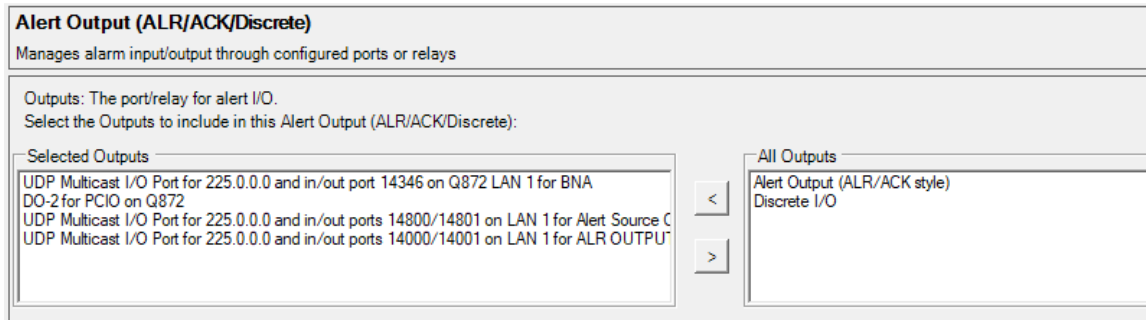 Alert Output (ALR/ACK/Discrete)
Manages alarm input/output through configured ports or relays
Outputs: The port/relay for alert I/O.
Select the Outputs to include in this Alert Output (ALR/ACK/Discrete):
Selected Outputs
UDP Multicast I/O Port for 225.0.0.0 and in/out port 14346 on Q872 LAN 1 for BNA
DO-2 for PCIO on Q872
UDP Multicast I/O Port for 225.0.0.0 and in/out ports 14800/14801 on LAN 1 for Alert Source
UDP Multicast I/O Port for 225.0.0.0 and in/out ports 14000/14001 on LAN 1 for ALR OUTPUT
<
>
All Outputs
Alert Output (ALR/ACK style)
Discrete I/O